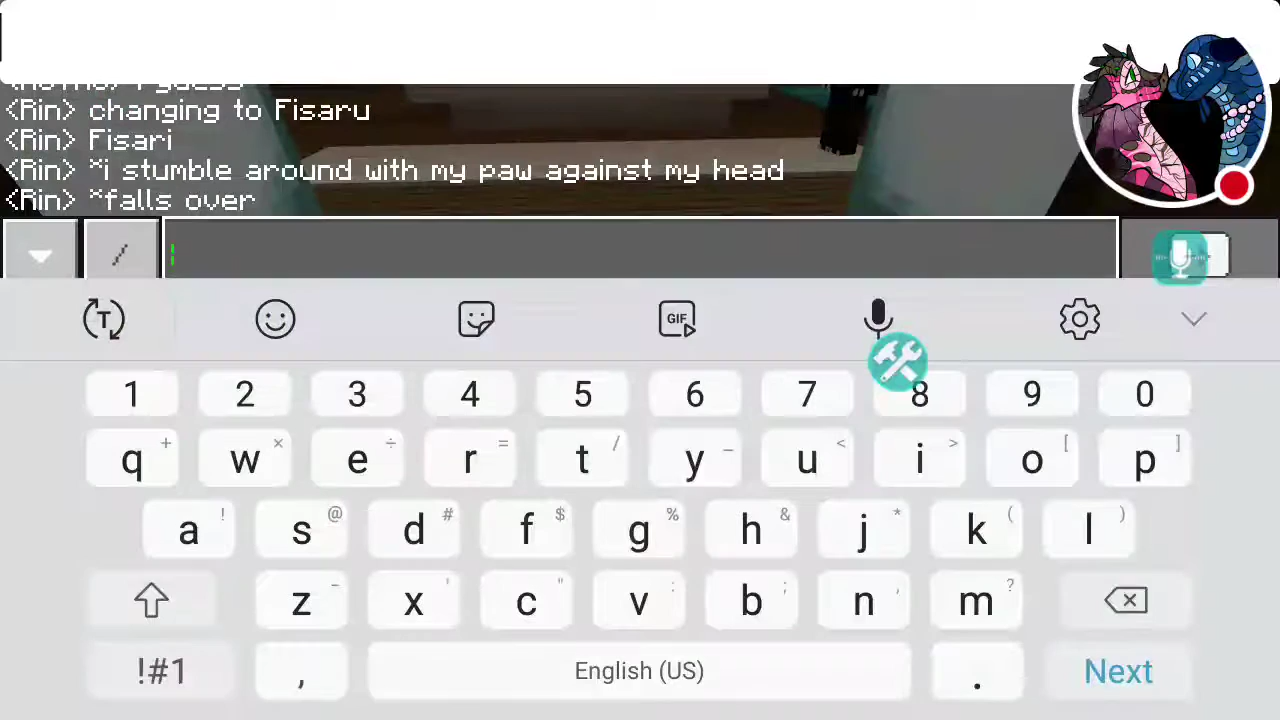 <Rin> changing to Fisaru
<Rin> Fisari
<Rin> *i stumble around with my paw against my head
<Rin> *falls over
/
T GIF
1 2 3 4 5 6 7 8 9 0
q + w × e ÷ r = t / y _ u < i > o [ p ]
a ! s @ d # f $ g % h & j * k ( l )
z - x ' c " v : b ; n , m ?
!#1 , English (US) . Next